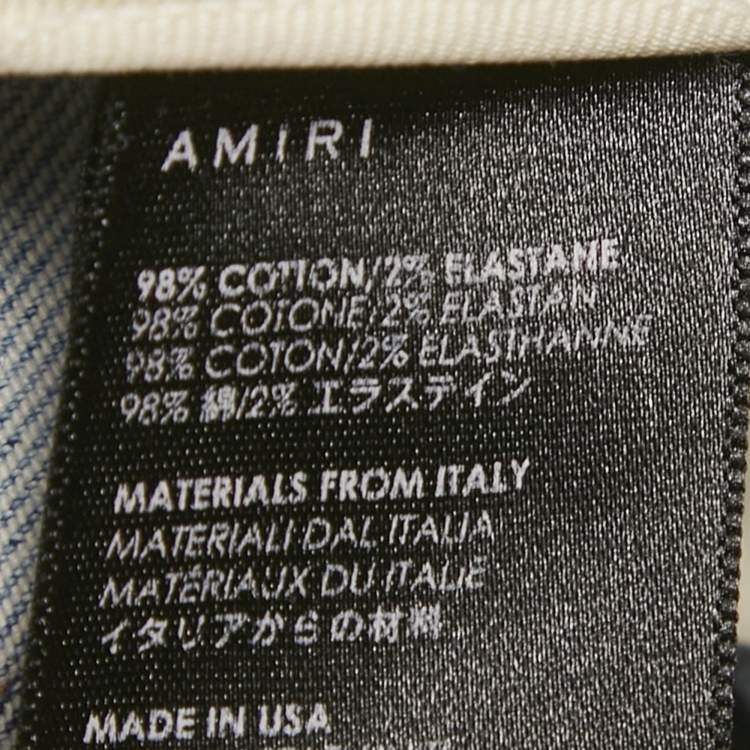 AMIRI
98% COTTON/2% ELASTANE
98% COTONE/2% ELASTAN
98% COTON/2% ELASTHANNE
98% 綿/2% エラステイン
MATERIALS FROM ITALY
MATERIALI DAL ITALIA
MATÉRIAUX DU ITALIE
イタリアからの材料
MADE IN USA